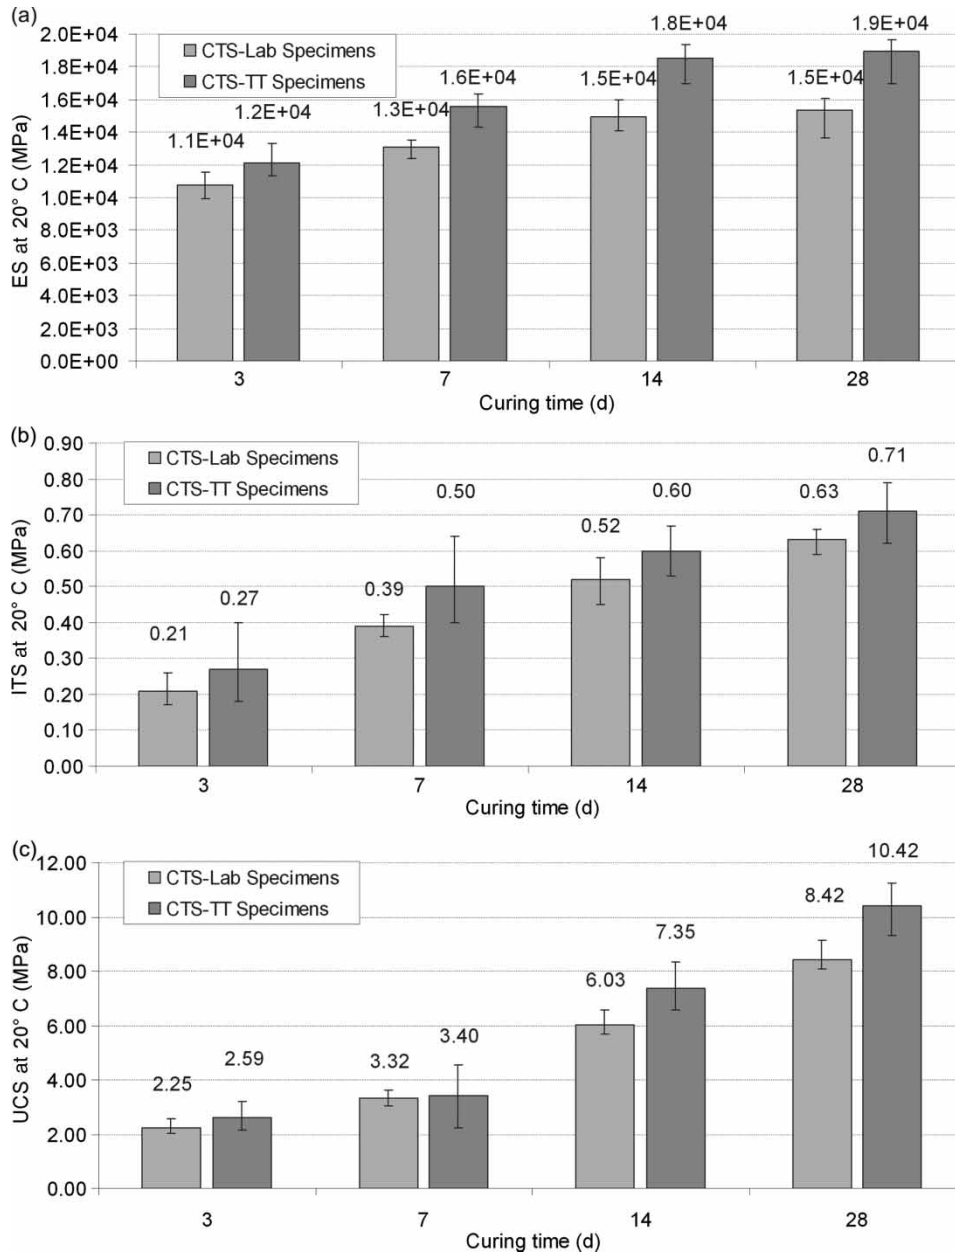 (a)
1.8E+04 1.9E+04
2.0E+04
CTS-Lab Specimens
1.8E+04
CTS-TT Specimens
1.6E+04 1.5E+04 1.5E+04
1.6E+04
1.2E+04 1.3E+04
1.4E+04
1.1E+04
1.2E+04
1.0E+04
8.0E+03
6.0E+03
4.0E+03
2.0E+03
0.0E+00
ES at 20° C (MPa)
3 7 14 28
Curing time (d)
(b)
0.90
CTS-Lab Specimens
0.71
0.80
CTS-TT Specimens
0.50 0.60 0.63
0.70
0.52
0.60
0.39
0.50
0.27
0.40
0.21
0.30
0.20
0.10
0.00
ITS at 20° C (MPa)
3 7 14 28
Curing time (d)
(c)
12.00
10.42
CTS-Lab Specimens
8.42
10.00
CTS-TT Specimens
7.35
8.00
6.03
6.00
3.40
2.59 3.32
4.00
2.25
2.00
0.00
UCS at 20° C (MPa)
3 7 14 28
Curing time (d)